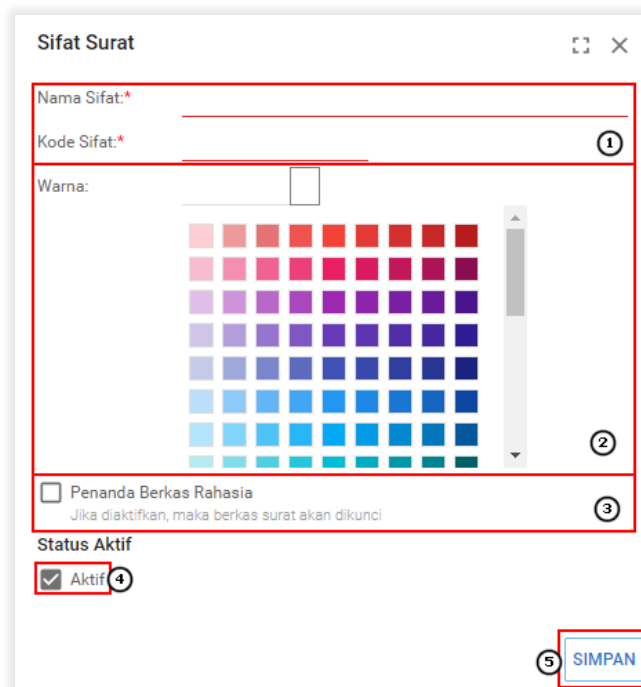 Sifat Surat
Nama Sifat:*
Kode Sifat:*
1
Warna:
2
Penanda Berkas Rahasia
Jika diaktifkan, maka berkas surat akan dikunci
3
Status Aktif
Aktif 4
5 SIMPAN